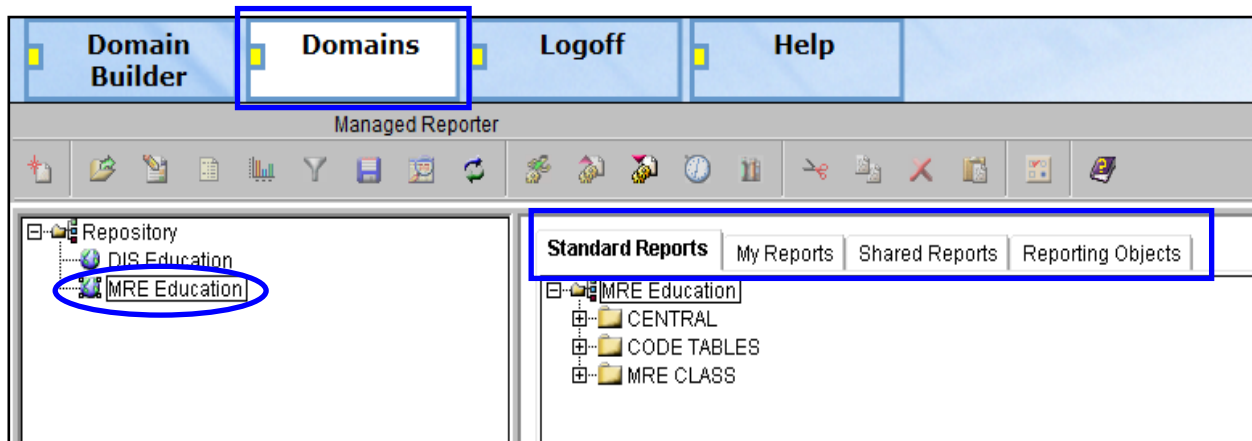 Domain
Builder
Domains
Logoff
Help
Managed Reporter
Repository
DIS Education
MRE Education
Standard Reports
My Reports
Shared Reports
Reporting Objects
MRE Education
CENTRAL
CODE TABLES
MRE CLASS